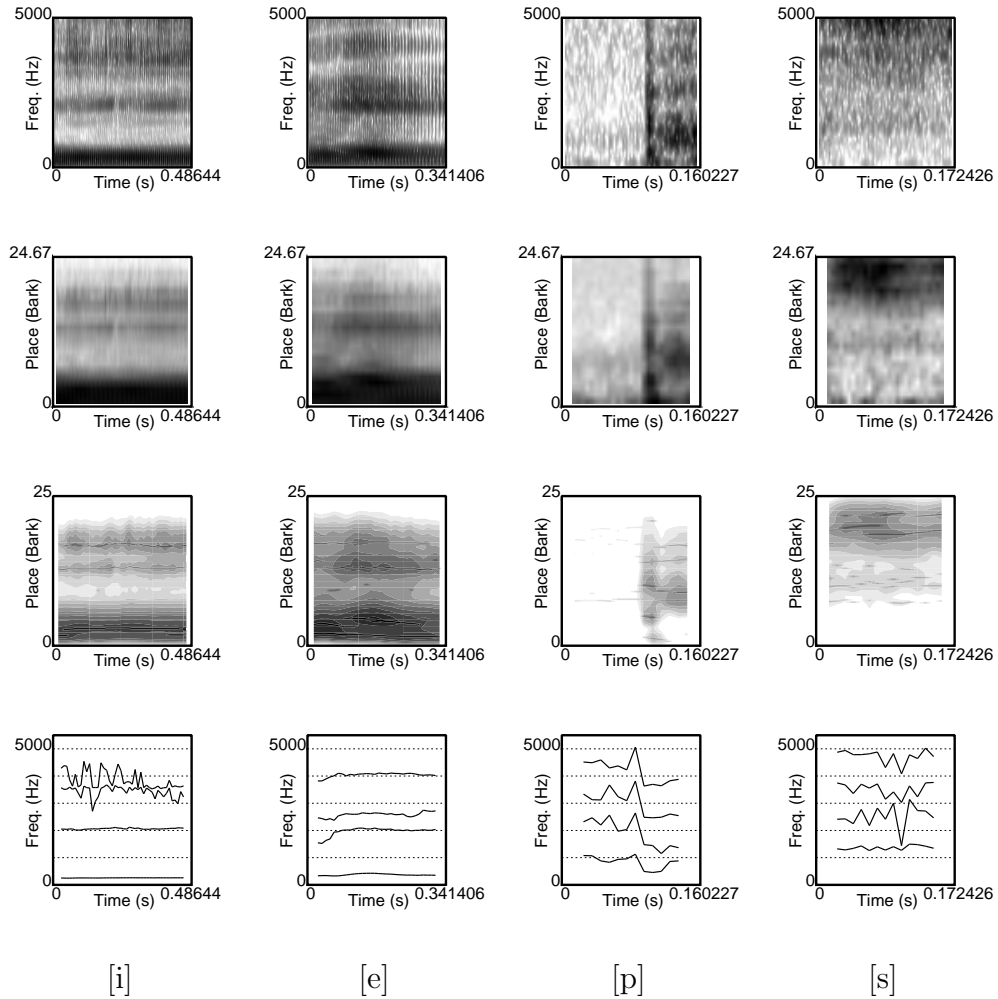 5000 5000 5000 5000
Freq. (Hz) Freq. (Hz) Freq. (Hz) Freq. (Hz)
0 0 0 0
0 0.48644 0 0.341406 0 0.160227 0 0.172426
Time (s) Time (s) Time (s) Time (s)
24.67 24.67 24.67 24.67
Place (Bark) Place (Bark) Place (Bark) Place (Bark)
0 0 0 0
0 0.48644 0 0.341406 0 0.160227 0 0.172426
Time (s) Time (s) Time (s) Time (s)
25 25 25 25
Place (Bark) Place (Bark) Place (Bark) Place (Bark)
0 0 0 0
0 0.48644 0 0.341406 0 0.160227 0 0.172426
Time (s) Time (s) Time (s) Time (s)
5000 5000 5000 5000
Freq. (Hz) Freq. (Hz) Freq. (Hz) Freq. (Hz)
0 0 0 0
0 0.48644 0 0.341406 0 0.160227 0 0.172426
Time (s) Time (s) Time (s) Time (s)
[i] [e] [p] [s]